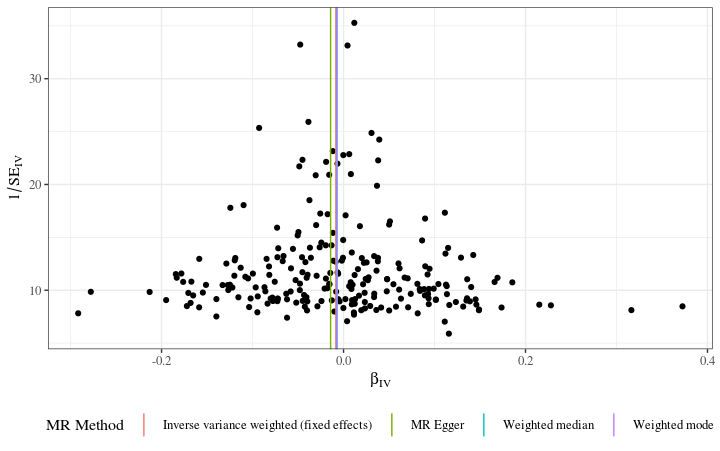 1/SE_IV
30
20
10
-0.2
0.0
0.2
0.4
β_IV
MR Method
Inverse variance weighted (fixed effects)
MR Egger
Weighted median
Weighted mode